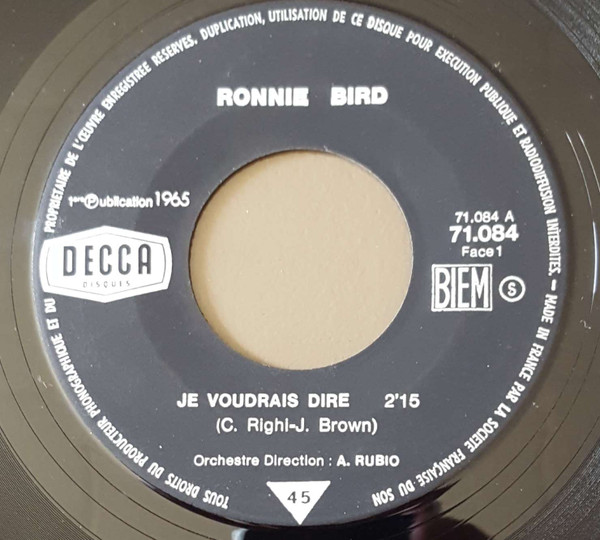 TOUS DROITS DU PRODUCTEUR PHONOGRAPHIQUE ET DU PROPRIETAIRE DE L'ŒUVRE ENREGISTREE RESERVES. DUPLICATION, UTILISATION DE CE DISQUE POUR EXECUTION PUBLIQUE ET RADIODIFFUSION INTERDITES. — MADE IN FRANCE PAR LA SOCIETE FRANÇAISE DU SON
RONNIE BIRD
1ère Ⓟublication 1965
71.084 A
71.084
Face 1
DECCA
DISQUES
BIEM Ⓢ
JE VOUDRAIS DIRE 2'15
(C. Righi-J. Brown)
Orchestre Direction : A. RUBIO
45